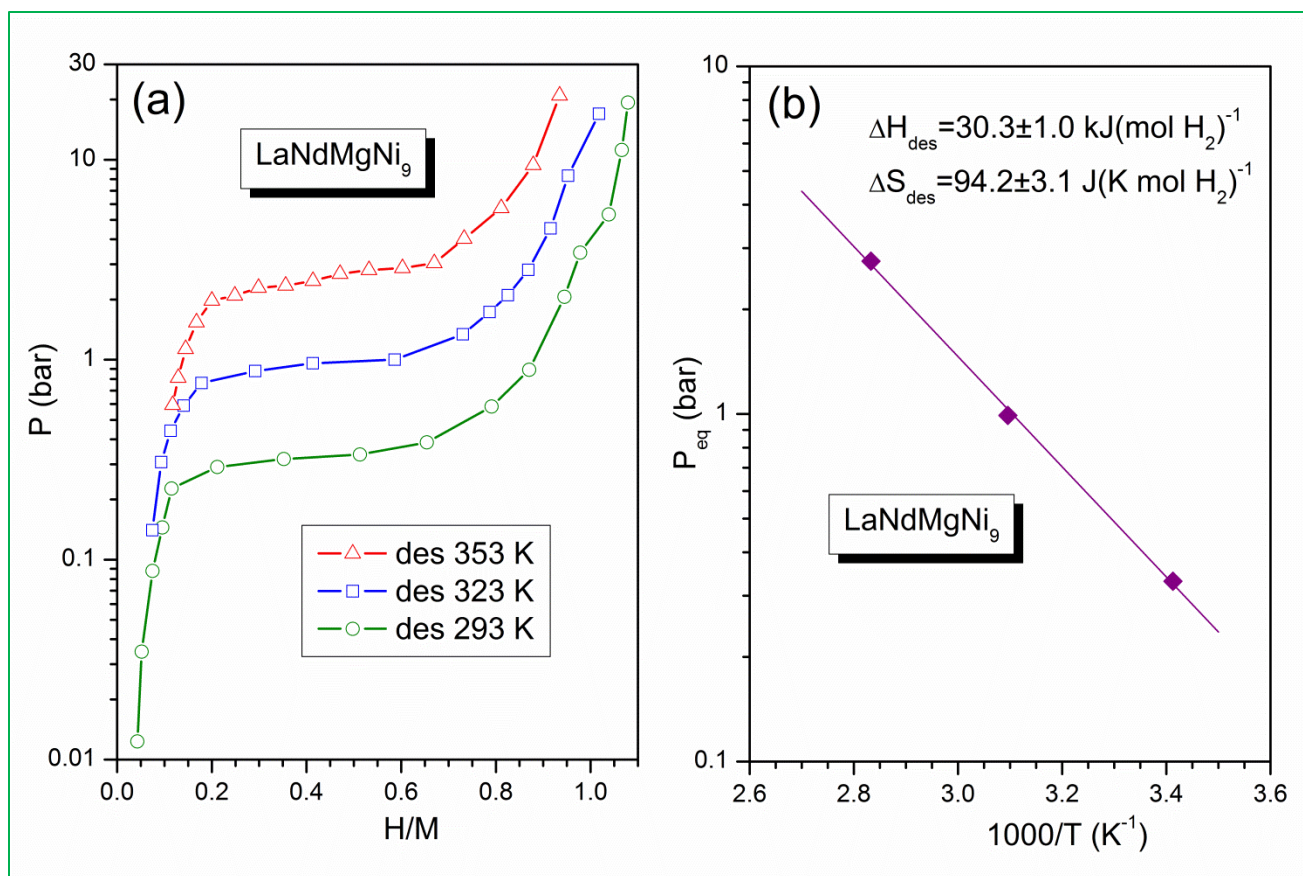 (a)
LaNdMgNi₉
30
10
1
0.1
0.01
P (bar)
des 353 K
des 323 K
des 293 K
0.0 0.2 0.4 0.6 0.8 1.0
H/M
(b)
ΔH_des=30.3±1.0 kJ(mol H₂)⁻¹
ΔS_des=94.2±3.1 J(K mol H₂)⁻¹
10
1
0.1
P_eq (bar)
LaNdMgNi₉
2.6 2.8 3.0 3.2 3.4 3.6
1000/T (K⁻¹)